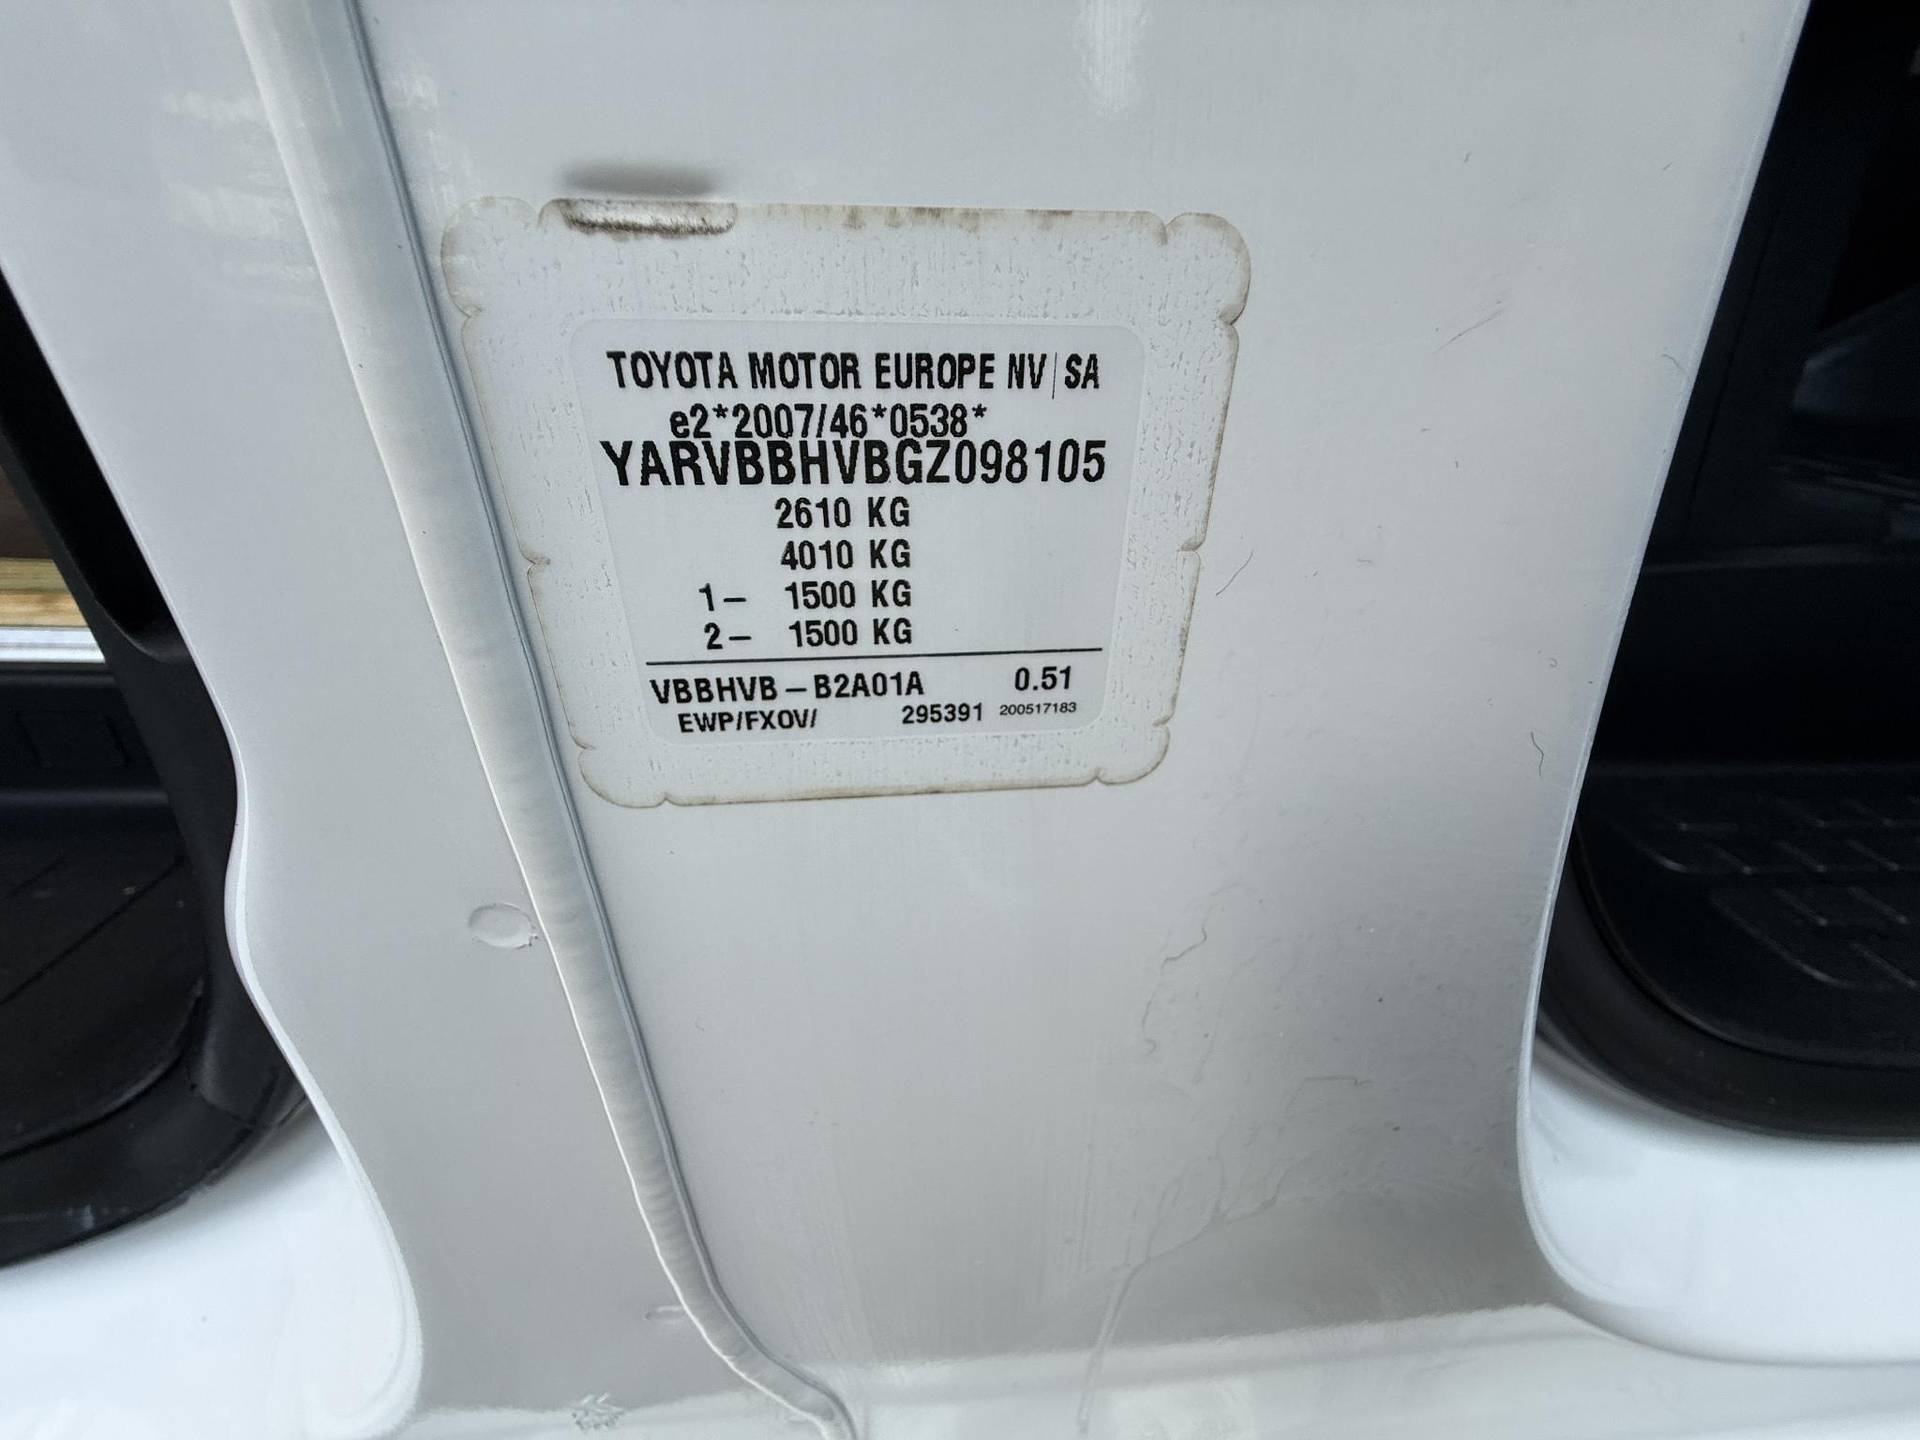 TOYOTA MOTOR EUROPE NV|SA
e2*2007/46*0538*
YARVBBHVBGZ098105
2610 KG
4010 KG
1- 1500 KG
2- 1500 KG
VBBHVB-B2A01A 0.51
EWP/FXOV/ 295391 200517183